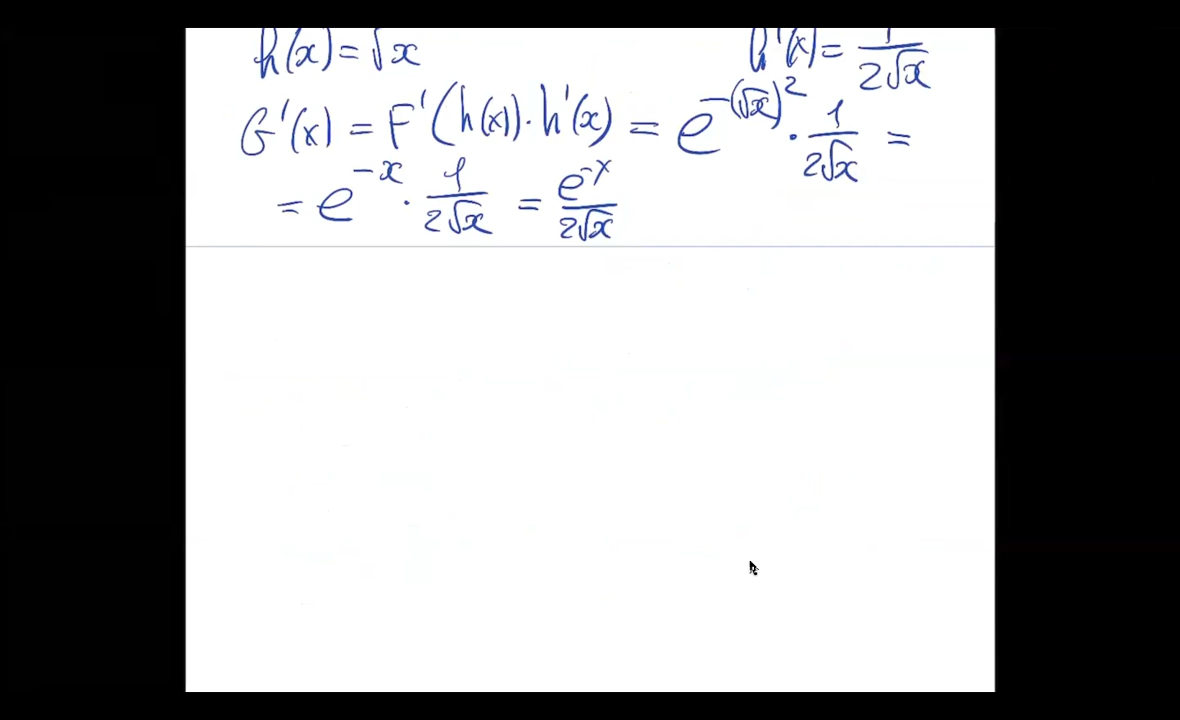 h(x) = √x h'(x) = 1/(2√x)
G'(x) = F'(h(x)) · h'(x) = e^(-(√x)^2) · 1/(2√x) =
= e^(-x) · 1/(2√x) = e^(-x)/(2√x)